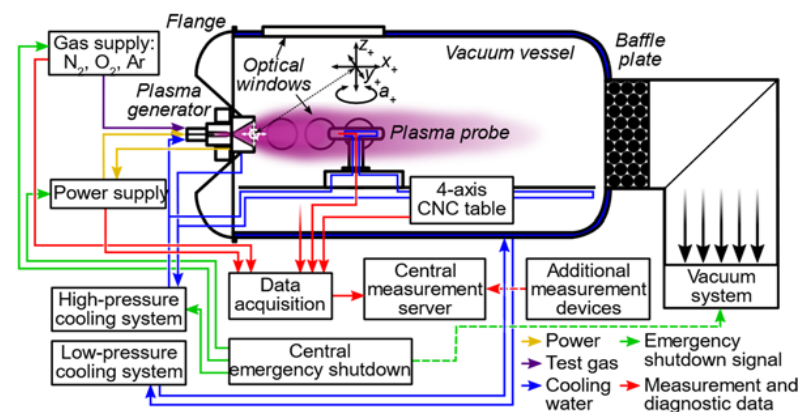 Gas supply:
N₂, O₂, Ar
Flange
Plasma
generator
Optical
windows
z₊
x₊
y₊
a₊
Vacuum vessel
Baffle
plate
Plasma probe
Power supply
4-axis
CNC table
High-pressure
cooling system
Data
acquisition
Central
measurement
server
Additional
measurement
devices
Vacuum
system
Low-pressure
cooling system
Central
emergency shutdown
Power
Test gas
Cooling
water
Emergency
shutdown signal
Measurement and
diagnostic data